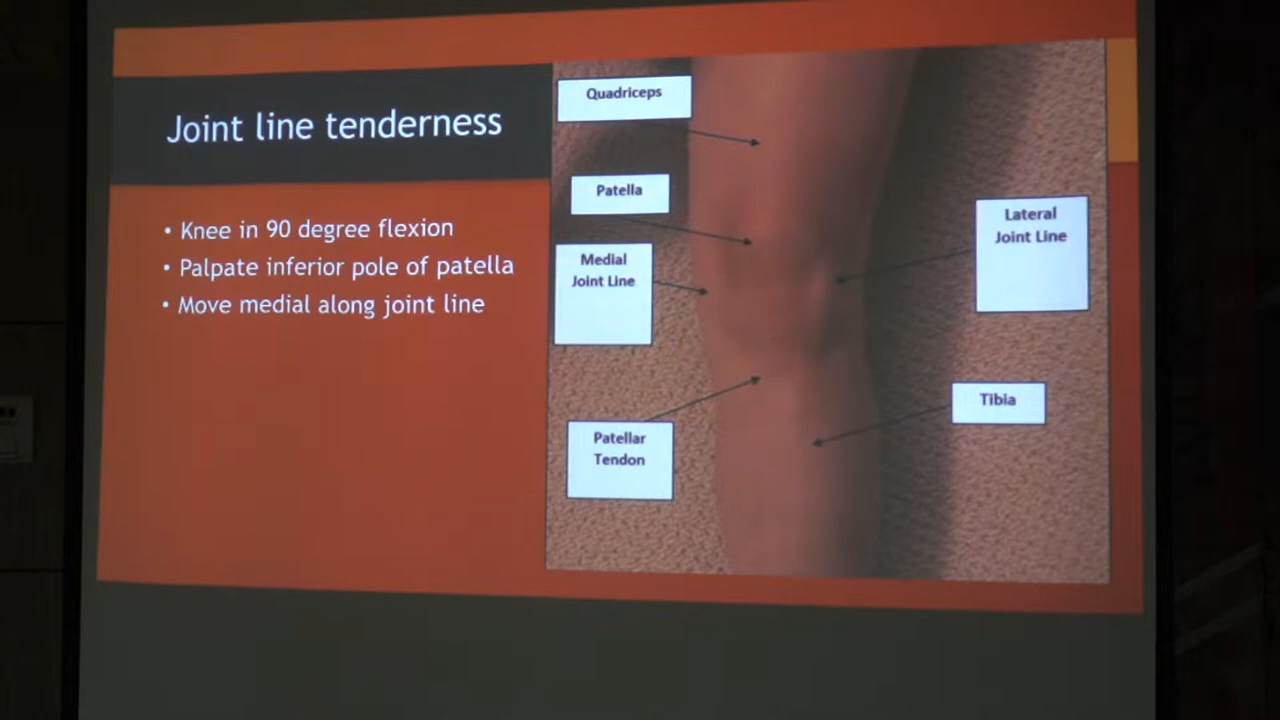 Joint line tenderness
• Knee in 90 degree flexion
• Palpate inferior pole of patella
• Move medial along joint line
Quadriceps
Patella
Medial
Joint Line
Patellar
Tendon
Lateral
Joint Line
Tibia